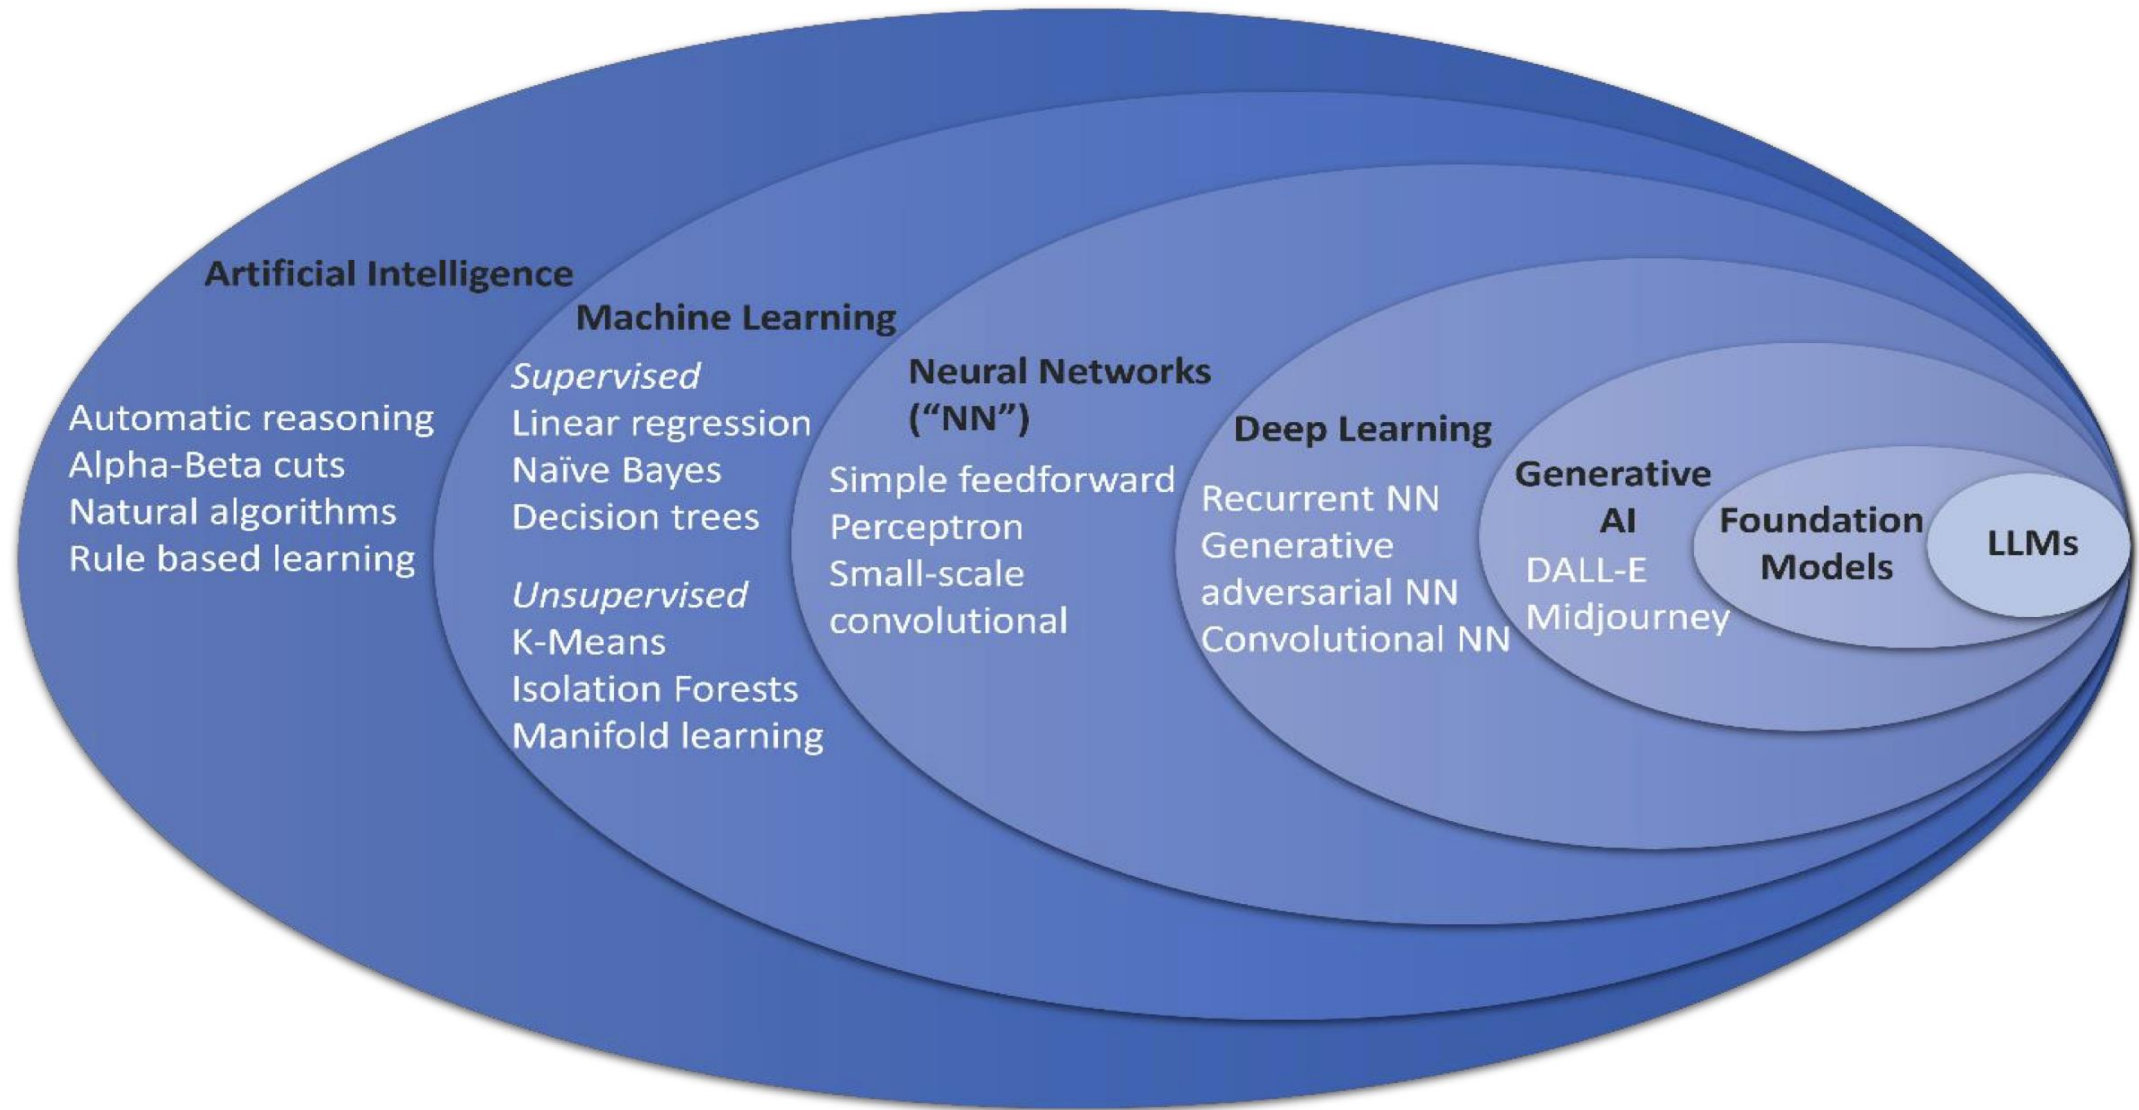 Artificial Intelligence
Automatic reasoning
Alpha-Beta cuts
Natural algorithms
Rule based learning
Machine Learning
Supervised
Linear regression
Naïve Bayes
Decision trees
Unsupervised
K-Means
Isolation Forests
Manifold learning
Neural Networks
(“NN”)
Simple feedforward
Perceptron
Small-scale
convolutional
Deep Learning
Recurrent NN
Generative
adversarial NN
Convolutional NN
Generative
AI
DALL-E
Midjourney
Foundation
Models
LLMs